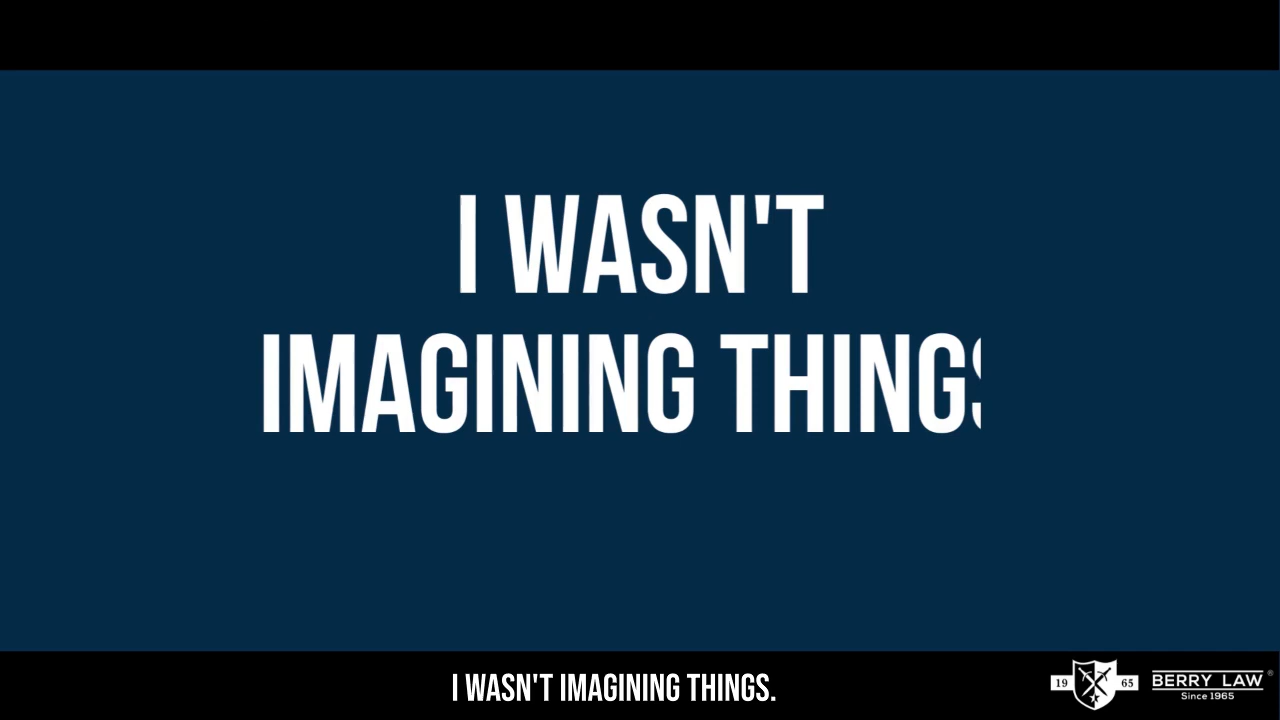 I WASN'T
IMAGINING THINGS
I WASN'T IMAGINING THINGS.
19 65
BERRY LAW®
Since 1965